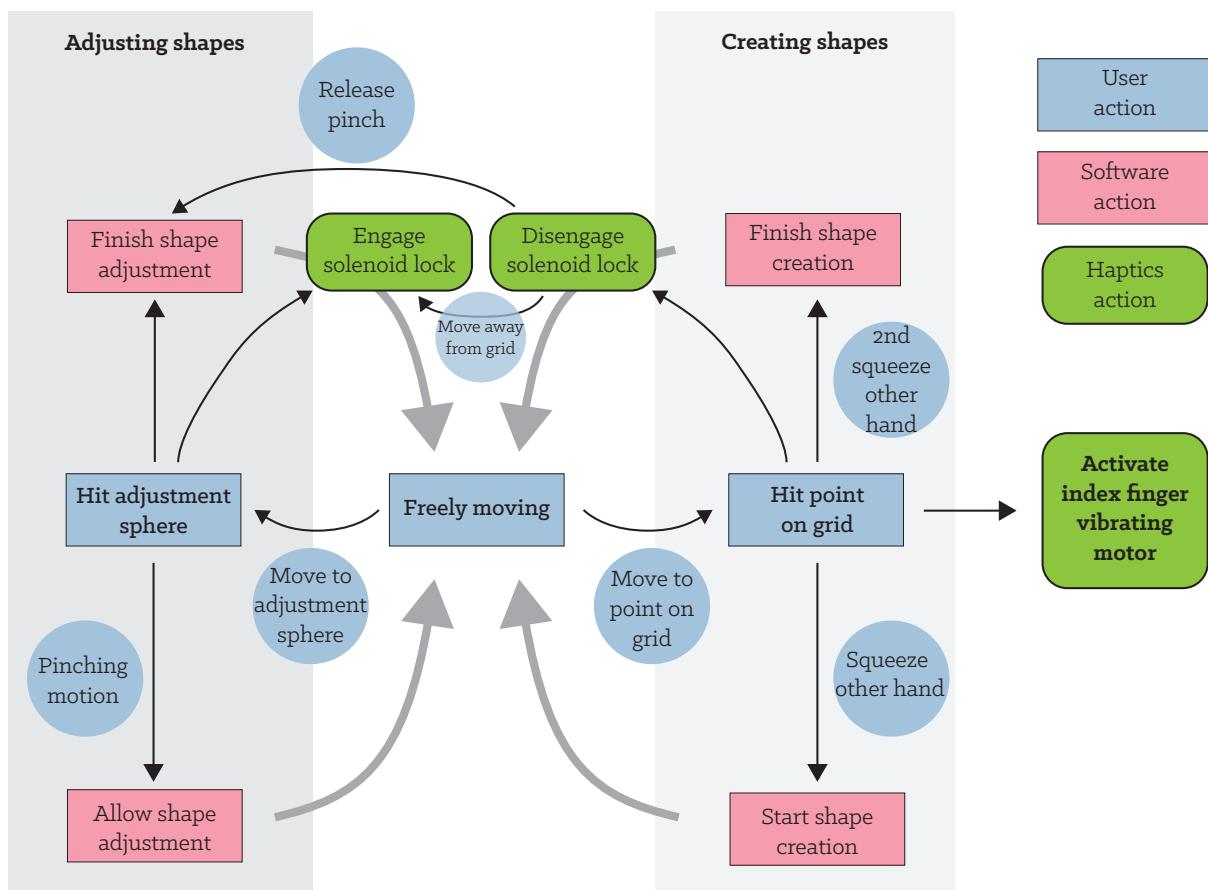 Adjusting shapes
Creating shapes
Release
pinch
User
action
Software
action
Finish shape
adjustment
Engage
solenoid lock
Disengage
solenoid lock
Finish shape
creation
Haptics
action
Move away
from grid
2nd
squeeze
other
hand
Hit adjustment
sphere
Freely moving
Hit point
on grid
Activate
index finger
vibrating
motor
Move to
adjustment
sphere
Move to
point on
grid
Pinching
motion
Squeeze
other hand
Allow shape
adjustment
Start shape
creation